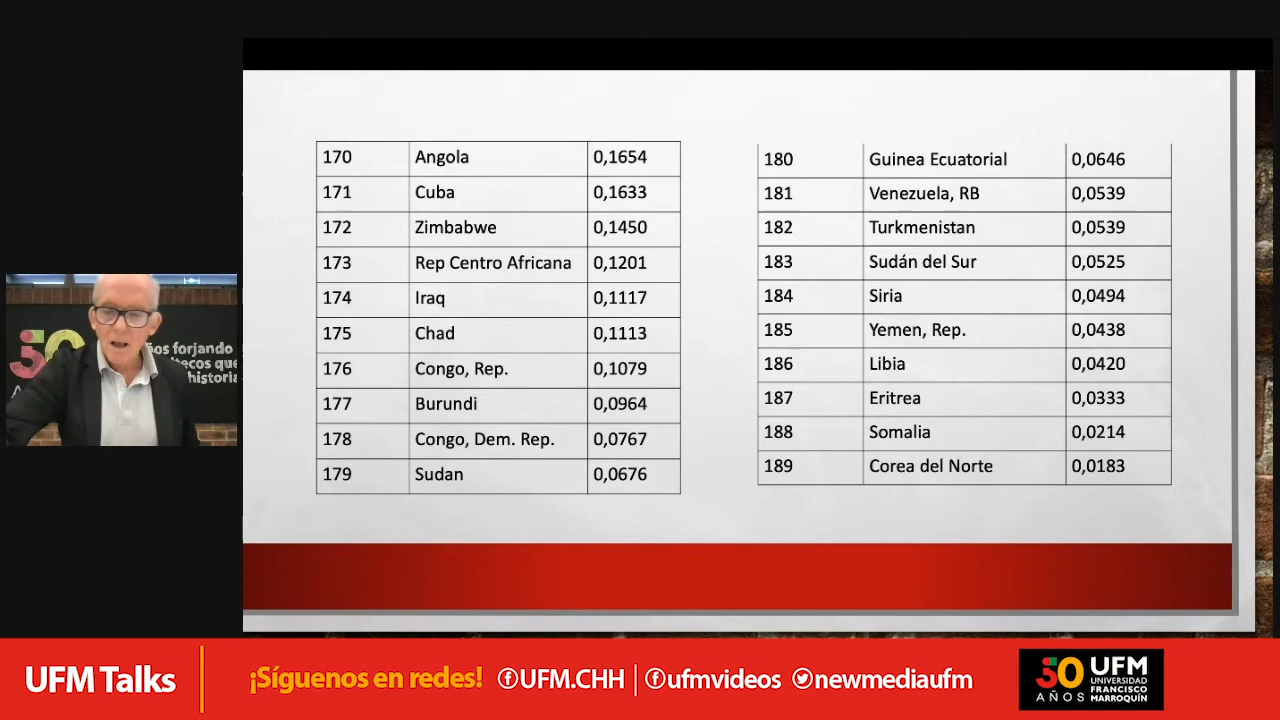 170 Angola 0,1654
171 Cuba 0,1633
172 Zimbabwe 0,1450
173 Rep Centro Africana 0,1201
174 Iraq 0,1117
175 Chad 0,1113
176 Congo, Rep. 0,1079
177 Burundi 0,0964
178 Congo, Dem. Rep. 0,0767
179 Sudan 0,0676
180 Guinea Ecuatorial 0,0646
181 Venezuela, RB 0,0539
182 Turkmenistan 0,0539
183 Sudán del Sur 0,0525
184 Siria 0,0494
185 Yemen, Rep. 0,0438
186 Libia 0,0420
187 Eritrea 0,0333
188 Somalia 0,0214
189 Corea del Norte 0,0183
50
forjando
que
historia
UFM Talks
¡Síguenos en redes!
UFM.CHH | ufmvideos newmediaufm
50 AÑOS
UFM
UNIVERSIDAD
FRANCISCO
MARROQUÍN